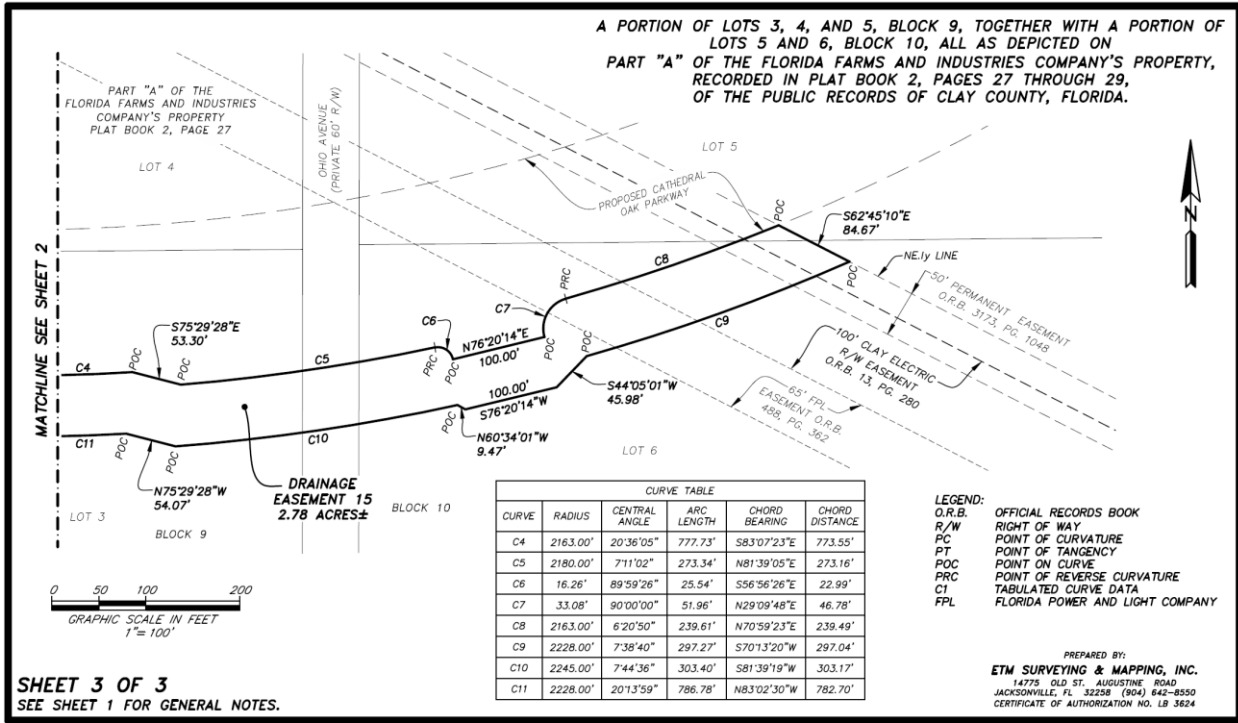 A PORTION OF LOTS 3, 4, AND 5, BLOCK 9, TOGETHER WITH A PORTION OF
LOTS 5 AND 6, BLOCK 10, ALL AS DEPICTED ON
PART "A" OF THE FLORIDA FARMS AND INDUSTRIES COMPANY'S PROPERTY,
RECORDED IN PLAT BOOK 2, PAGES 27 THROUGH 29,
OF THE PUBLIC RECORDS OF CLAY COUNTY, FLORIDA.
PART "A" OF THE
FLORIDA FARMS AND INDUSTRIES
COMPANY'S PROPERTY
PLAT BOOK 2, PAGE 27
LOT 4
OHIO AVENUE
(PRIVATE 60' R/W)
LOT 5
PROPOSED CATHEDRAL
OAK PARKWAY
POC
S62°45'10"E
84.67'
N
MATCHLINE SEE SHEET 2
C8
POC
NE.ly LINE
50' PERMANENT EASEMENT
O.R.B. 3173, PG. 1048
PRC
C7
C9
100' CLAY ELECTRIC
R/W EASEMENT
O.R.B. 13, PG. 280
65' FPL
EASEMENT O.R.B.
488, PG. 362
S75°29'28"E
53.30'
C4
POC
POC
C5
C6
PRC
POC
N76°20'14"E
100.00'
POC
POC
S44°05'01"W
45.98'
100.00'
S76°20'14"W
POC
N60°34'01"W
9.47'
C11
POC
POC
C10
N75°29'28"W
54.07'
DRAINAGE
EASEMENT 15
2.78 ACRES±
LOT 6
LOT 3
BLOCK 9
BLOCK 10
CURVE TABLE
CURVE RADIUS CENTRAL ANGLE ARC LENGTH CHORD BEARING CHORD DISTANCE
C4 2163.00' 20°36'05" 777.73' S83°07'23"E 773.55'
C5 2180.00' 7°11'02" 273.34' N81°39'05"E 273.16'
C6 16.26' 89°59'26" 25.54' S56°56'26"E 22.99'
C7 33.08' 90°00'00" 51.96' N29°09'48"E 46.78'
C8 2163.00' 6°20'50" 239.61' N70°59'23"E 239.49'
C9 2228.00' 7°38'40" 297.27' S70°13'20"W 297.04'
C10 2245.00' 7°44'36" 303.40' S81°39'19"W 303.17'
C11 2228.00' 20°13'59" 786.78' N83°02'30"W 782.70'
LEGEND:
O.R.B. OFFICIAL RECORDS BOOK
R/W RIGHT OF WAY
PC POINT OF CURVATURE
PT POINT OF TANGENCY
POC POINT ON CURVE
PRC POINT OF REVERSE CURVATURE
C1 TABULATED CURVE DATA
FPL FLORIDA POWER AND LIGHT COMPANY
0 100 200
GRAPHIC SCALE IN FEET
1"= 100'
SHEET 3 OF 3
SEE SHEET 1 FOR GENERAL NOTES.
PREPARED BY:
ETM SURVEYING & MAPPING, INC.
14775 OLD ST. AUGUSTINE ROAD
JACKSONVILLE, FL 32258 (904) 642-8550
CERTIFICATE OF AUTHORIZATION NO. LB 3624